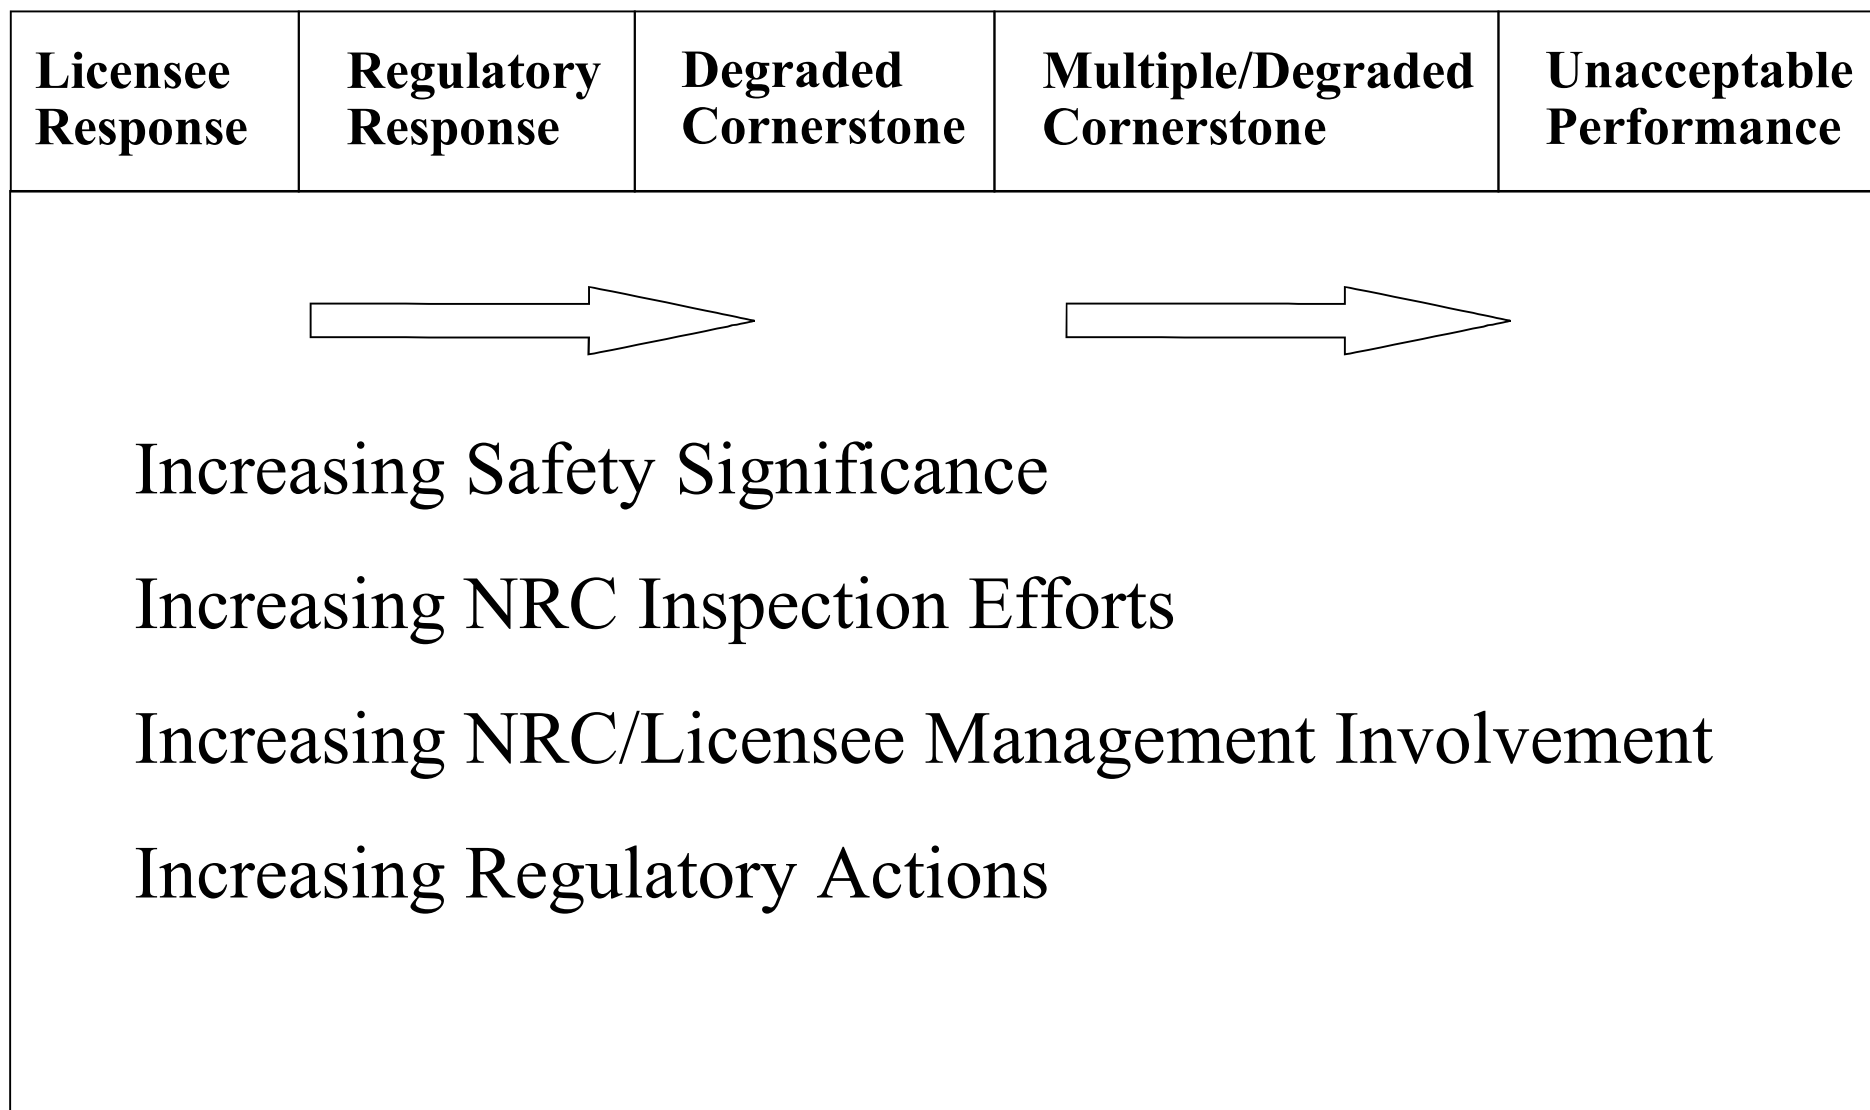 Licensee
Response
Regulatory
Response
Degraded
Cornerstone
Multiple/Degraded
Cornerstone
Unacceptable
Performance
Increasing Safety Significance
Increasing NRC Inspection Efforts
Increasing NRC/Licensee Management Involvement
Increasing Regulatory Actions